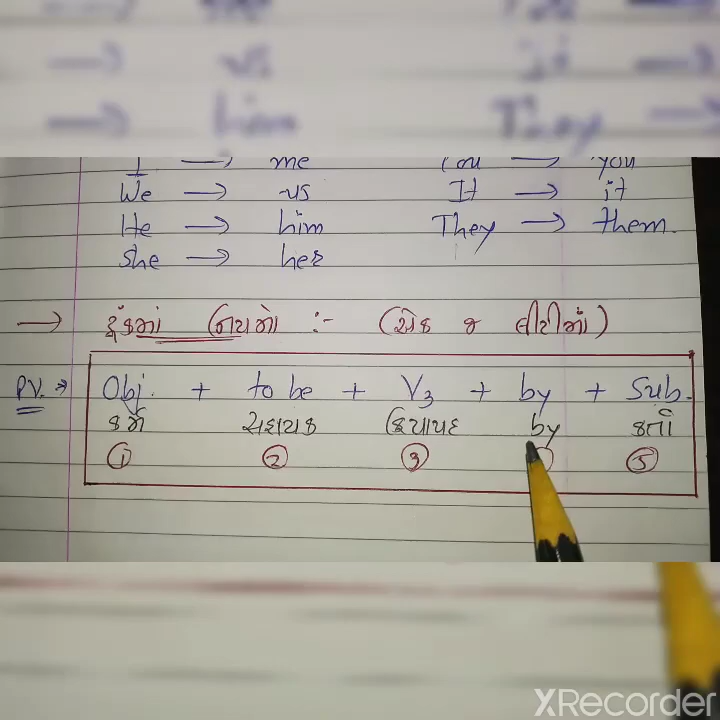 I → me You → you
We → us It → it
He → him They → them.
She → her
→ ટૂંકમાં નિયમો :- (એક જ લીટીમાં)
P.V. → Obj. + to be + V3 + by + Sub.
કર્મ સહાયક ક્રિયાપદ by કર્તા
① ② ③ ⑤
XRecorder